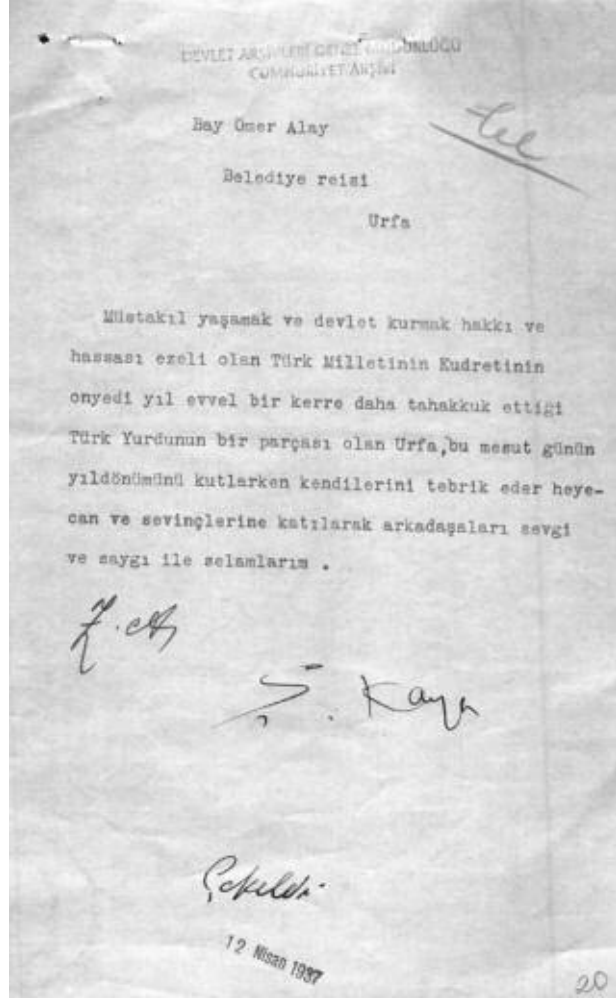 DEVLET ARŞİVLERİ GENEL MÜDÜRLÜĞÜ
CUMHURİYET ARŞİVİ
tel
Bay Ömer Alay
Belediye reisi
Urfa
Müstakil yaşamak ve devlet kurmak hakkı ve
hassası ezeli olan Türk Milletinin Kudretinin
onyedi yıl evvel bir kerre daha tahakkuk ettiği
Türk Yurdunun bir parçası olan Urfa,bu mesut günün
yıldönümünü kutlarken kendilerini tebrik eder heye-
can ve sevinçlerine katılarak arkadaşaları sevgi
ve saygı ile selamlarım .
Ş. Kaya
Çekildi
12 Nisan 1937
20